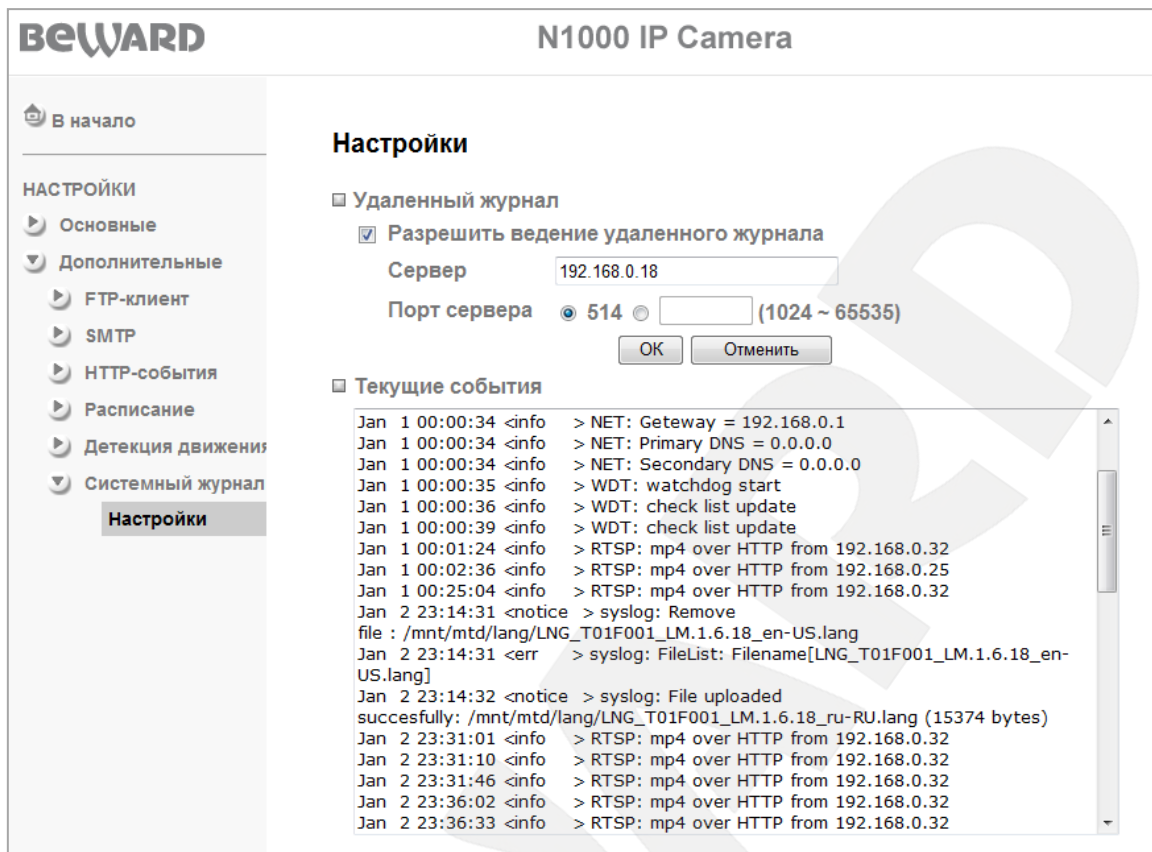 BEWARD
N1000 IP Camera
В начало
НАСТРОЙКИ
Основные
Дополнительные
FTP-клиент
SMTP
HTTP-события
Расписание
Детекция движения
Системный журнал
Настройки
Настройки
Удаленный журнал
Разрешить ведение удаленного журнала
Сервер 192.168.0.18
Порт сервера 514 (1024 ~ 65535)
OK Отменить
Текущие события
Jan 1 00:00:34 <info > NET: Geteway = 192.168.0.1
Jan 1 00:00:34 <info > NET: Primary DNS = 0.0.0.0
Jan 1 00:00:34 <info > NET: Secondary DNS = 0.0.0.0
Jan 1 00:00:35 <info > WDT: watchdog start
Jan 1 00:00:36 <info > WDT: check list update
Jan 1 00:00:39 <info > WDT: check list update
Jan 1 00:01:24 <info > RTSP: mp4 over HTTP from 192.168.0.32
Jan 1 00:02:36 <info > RTSP: mp4 over HTTP from 192.168.0.25
Jan 1 00:25:04 <info > RTSP: mp4 over HTTP from 192.168.0.32
Jan 2 23:14:31 <notice > syslog: Remove
file : /mnt/mtd/lang/LNG_T01F001_LM.1.6.18_en-US.lang
Jan 2 23:14:31 <err > syslog: FileList: Filename[LNG_T01F001_LM.1.6.18_en-
US.lang]
Jan 2 23:14:32 <notice > syslog: File uploaded
succesfully: /mnt/mtd/lang/LNG_T01F001_LM.1.6.18_ru-RU.lang (15374 bytes)
Jan 2 23:31:01 <info > RTSP: mp4 over HTTP from 192.168.0.32
Jan 2 23:31:10 <info > RTSP: mp4 over HTTP from 192.168.0.32
Jan 2 23:31:46 <info > RTSP: mp4 over HTTP from 192.168.0.32
Jan 2 23:36:02 <info > RTSP: mp4 over HTTP from 192.168.0.32
Jan 2 23:36:33 <info > RTSP: mp4 over HTTP from 192.168.0.32